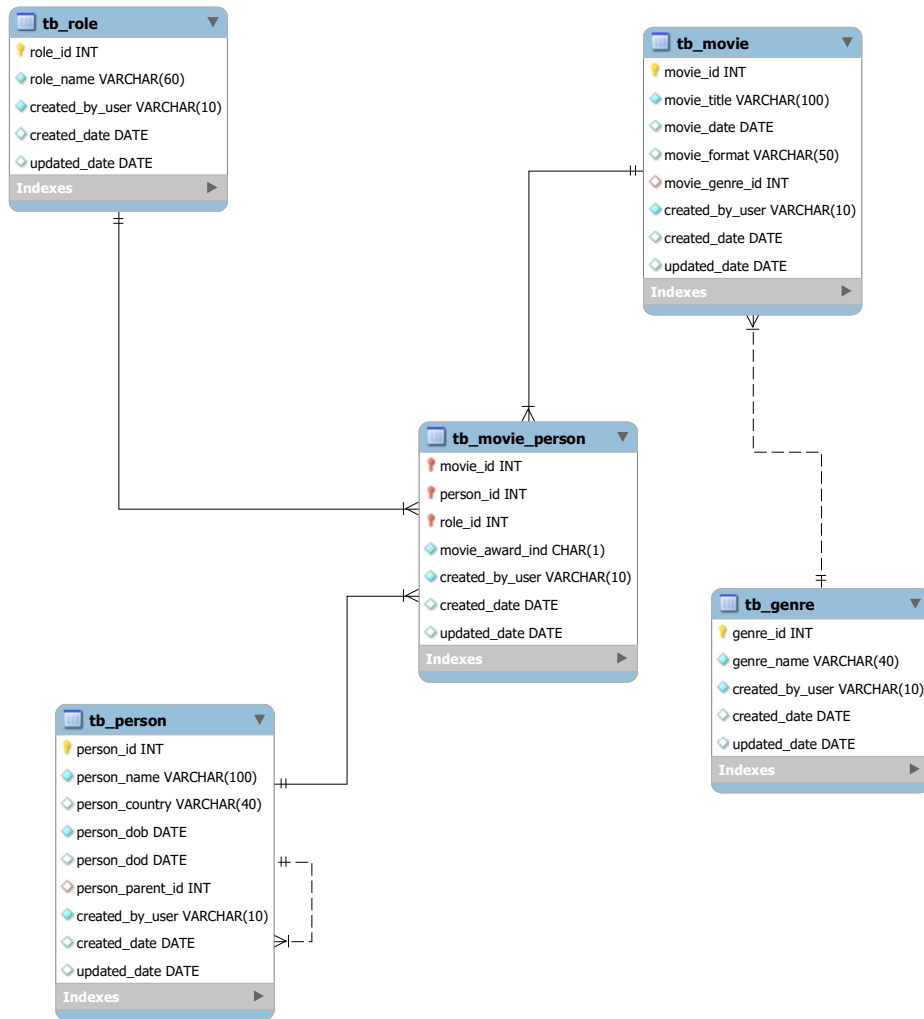 tb_role
role_id INT
role_name VARCHAR(60)
created_by_user VARCHAR(10)
created_date DATE
updated_date DATE
Indexes
tb_movie
movie_id INT
movie_title VARCHAR(100)
movie_date DATE
movie_format VARCHAR(50)
movie_genre_id INT
created_by_user VARCHAR(10)
created_date DATE
updated_date DATE
Indexes
tb_movie_person
movie_id INT
person_id INT
role_id INT
movie_award_ind CHAR(1)
created_by_user VARCHAR(10)
created_date DATE
updated_date DATE
Indexes
tb_genre
genre_id INT
genre_name VARCHAR(40)
created_by_user VARCHAR(10)
created_date DATE
updated_date DATE
Indexes
tb_person
person_id INT
person_name VARCHAR(100)
person_country VARCHAR(40)
person_dob DATE
person_dod DATE
person_parent_id INT
created_by_user VARCHAR(10)
created_date DATE
updated_date DATE
Indexes